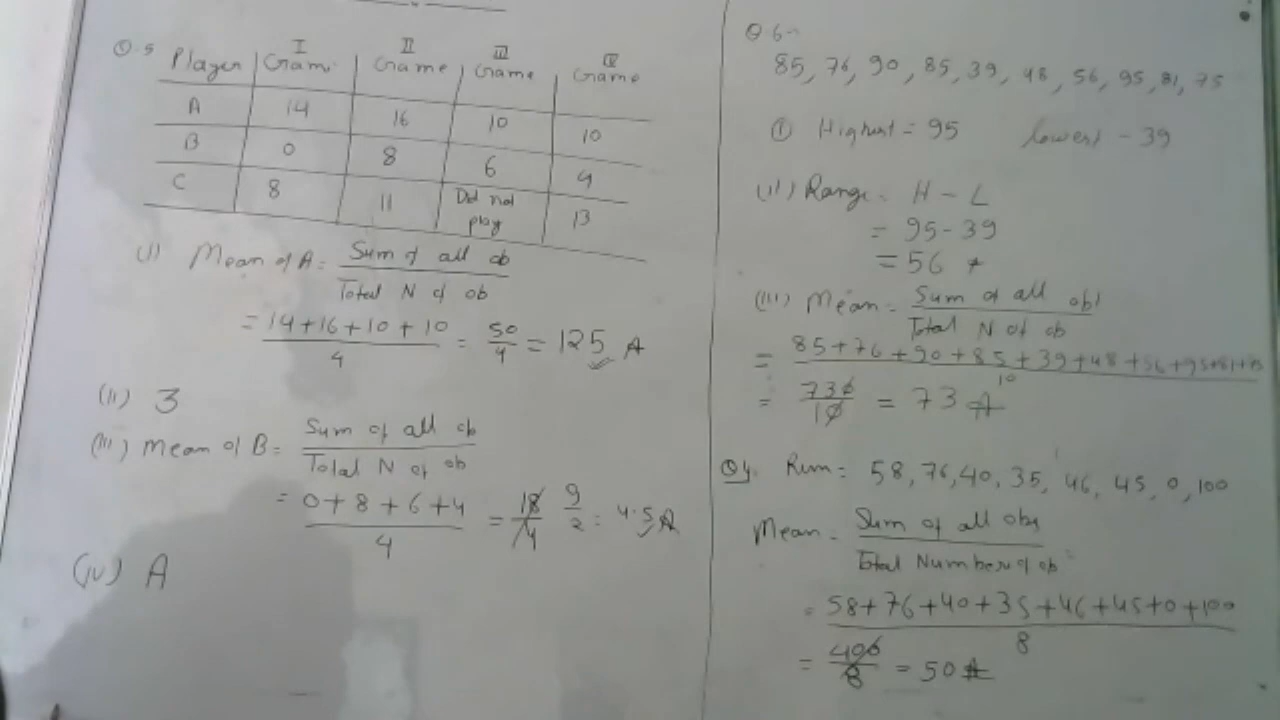 Q.5 Player I Game II Game III Game IV Game
A 14 16 10 10
B 0 8 6 4
C 8 11 Did not play 13
(i) Mean of A = Sum of all ob / Total N of ob
= 14+16+10+10 / 4 = 50/4 = 125 A
(ii) 3
(iii) Mean of B = Sum of all ob / Total N of ob
= 0+8+6+4 / 4 = 18/4 9/2 = 4.5 A
(iv) A
Q 6-
85, 76, 90, 85, 39, 48, 56, 95, 81, 75
(i) Highest = 95 lowest - 39
(ii) Range = H - L
= 95-39
= 56
(iii) Mean = Sum of all obs / Total N of ob
= 85+76+90+85+39+48+56+95+81+75 / 10
= 730/10 = 73 A
Q4. Run = 58, 76, 40, 35, 46, 45, 0, 100
Mean = Sum of all obs / Total Number of ob
= 58+76+40+35+46+45+0+100 / 8
= 400/8 = 50 A